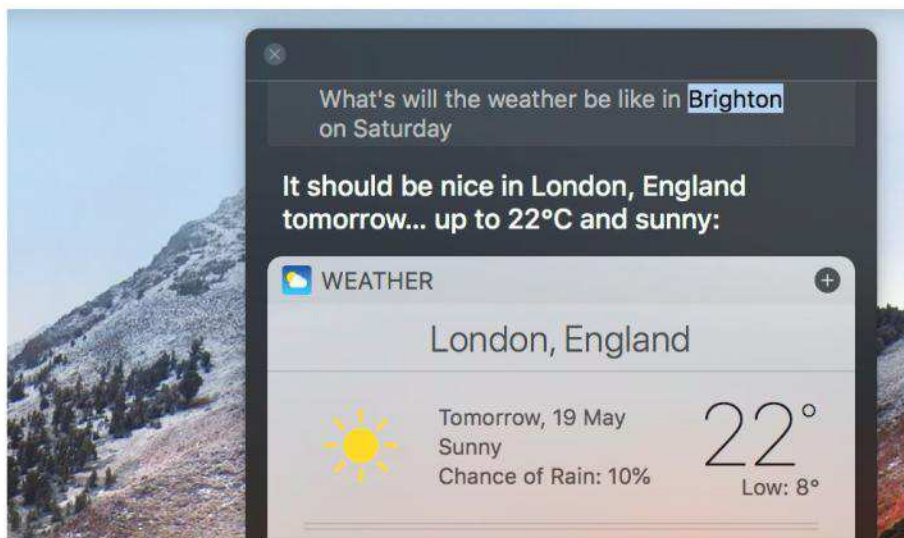 What's will the weather be like in Brighton
on Saturday
It should be nice in London, England
tomorrow... up to 22°C and sunny:
WEATHER
London, England
Tomorrow, 19 May
Sunny
Chance of Rain: 10%
22°
Low: 8°